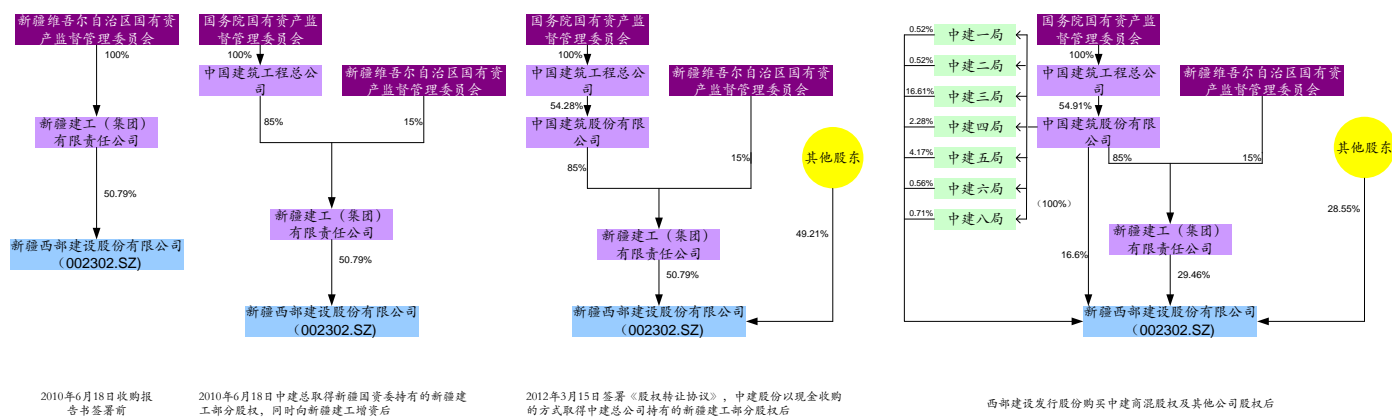 新疆维吾尔自治区国有资
产监督管理委员会
100%
新疆建工（集团）
有限责任公司
50.79%
新疆西部建设股份有限公司
（002302.SZ)
2010年6月18日收购报
告书签署前
国务院国有资产监
督管理委员会
100%
中国建筑工程总公
司
新疆维吾尔自治区国有资
产监督管理委员会
85%
15%
新疆建工（集团）
有限责任公司
50.79%
新疆西部建设股份有限公司
（002302.SZ)
2010年6月18日中建总取得新疆国资委持有的新疆建
工部分股权，同时向新疆建工增资后
国务院国有资产监
督管理委员会
100%
中国建筑工程总公
司
新疆维吾尔自治区国有资
产监督管理委员会
54.28%
中国建筑股份有限
公司
其他股东
85%
15%
新疆建工（集团）
有限责任公司
49.21%
50.79%
新疆西部建设股份有限公司
（002302.SZ)
2012年3月15日签署《股权转让协议》，中建股份以现金收购
的方式取得中建总公司持有的新疆建工部分股权后
0.52%
中建一局
0.52%
中建二局
16.61%
中建三局
2.28%
中建四局
4.17%
中建五局
0.56%
中建六局
0.71%
中建八局
（100%）
国务院国有资产监
督管理委员会
100%
中国建筑工程总公
司
新疆维吾尔自治区国有资
产监督管理委员会
54.91%
中国建筑股份有限
公司
其他股东
85%
15%
28.55%
新疆建工（集团）
有限责任公司
16.6%
29.46%
新疆西部建设股份有限公司
（002302.SZ)
西部建设发行股份购买中建商混股权及其他公司股权后